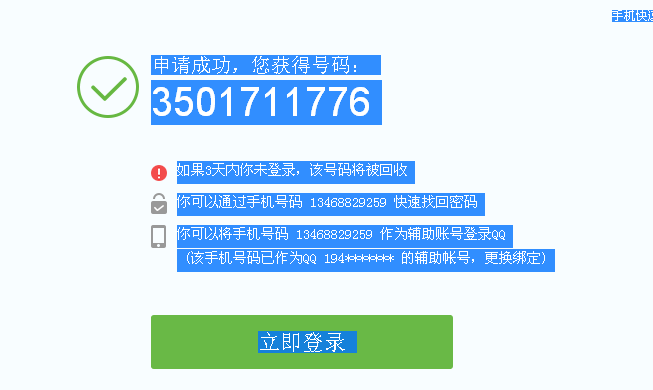 手机快速
申请成功，您获得号码：
3501711776
如果3天内你未登录，该号码将被回收
你可以通过手机号码 13468829259 快速找回密码
你可以将手机号码 13468829259 作为辅助账号登录QQ
(该手机号码已作为QQ 194******* 的辅助帐号，更换绑定)
立即登录